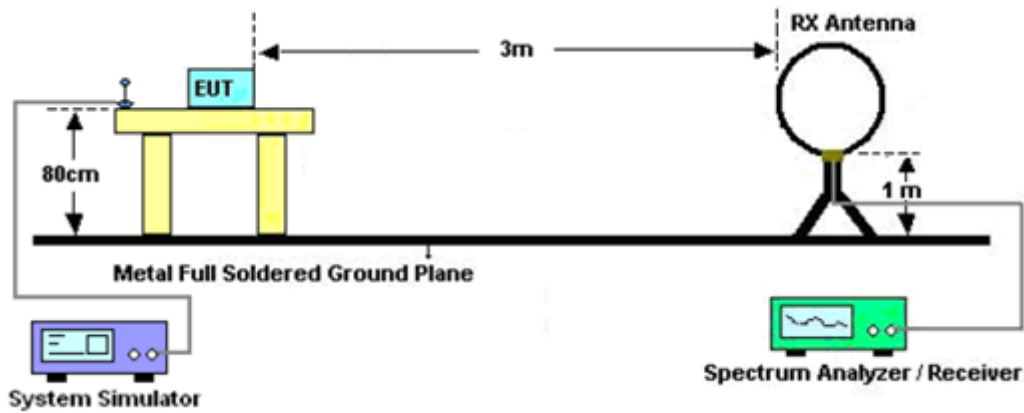 RX Antenna
3m
EUT
80cm
1 m
Metal Full Soldered Ground Plane
System Simulator
Spectrum Analyzer / Receiver